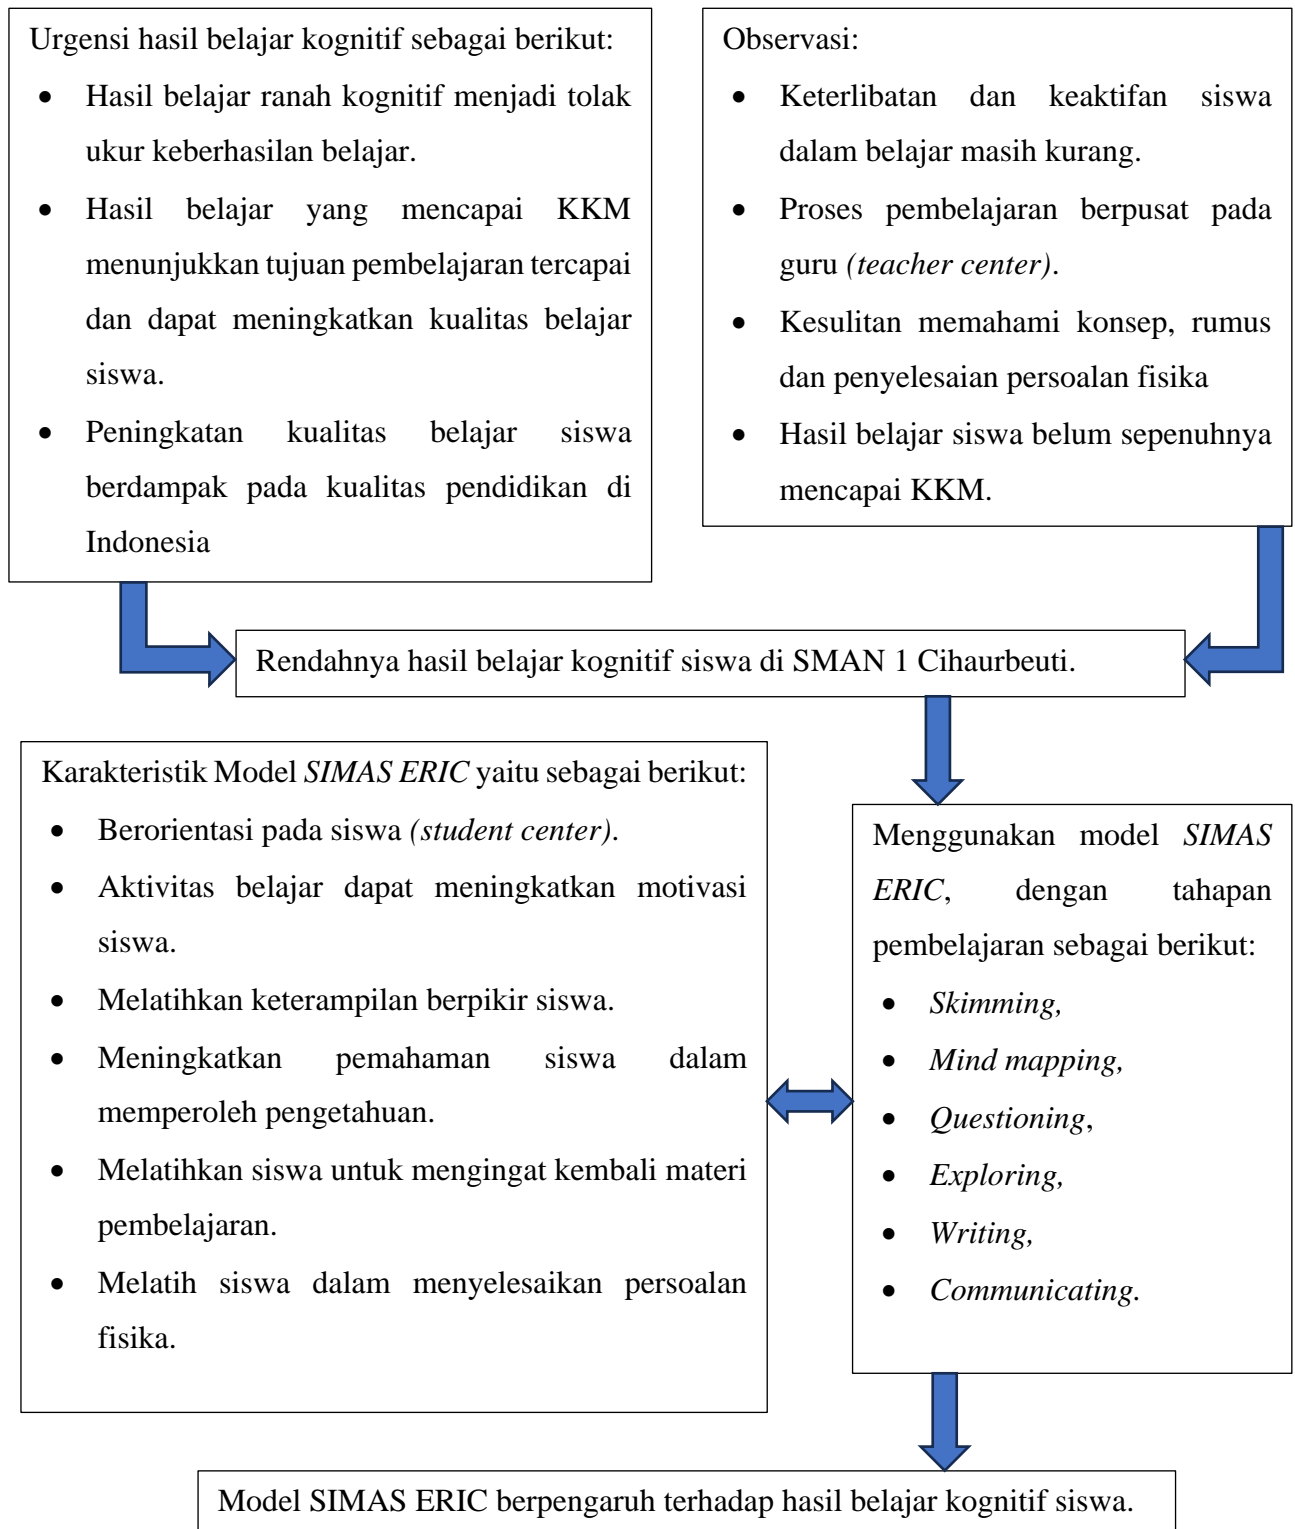 Urgensi hasil belajar kognitif sebagai berikut:
• Hasil belajar ranah kognitif menjadi tolak
ukur keberhasilan belajar.
• Hasil belajar yang mencapai KKM
menunjukkan tujuan pembelajaran tercapai
dan dapat meningkatkan kualitas belajar
siswa.
• Peningkatan kualitas belajar siswa
berdampak pada kualitas pendidikan di
Indonesia
Observasi:
• Keterlibatan dan keaktifan siswa
dalam belajar masih kurang.
• Proses pembelajaran berpusat pada
guru (teacher center).
• Kesulitan memahami konsep, rumus
dan penyelesaian persoalan fisika
• Hasil belajar siswa belum sepenuhnya
mencapai KKM.
Rendahnya hasil belajar kognitif siswa di SMAN 1 Cihaurbeuti.
Karakteristik Model SIMAS ERIC yaitu sebagai berikut:
• Berorientasi pada siswa (student center).
• Aktivitas belajar dapat meningkatkan motivasi
siswa.
• Melatihkan keterampilan berpikir siswa.
• Meningkatkan pemahaman siswa dalam
memperoleh pengetahuan.
• Melatihkan siswa untuk mengingat kembali materi
pembelajaran.
• Melatih siswa dalam menyelesaikan persoalan
fisika.
Menggunakan model SIMAS
ERIC, dengan tahapan
pembelajaran sebagai berikut:
• Skimming,
• Mind mapping,
• Questioning,
• Exploring,
• Writing,
• Communicating.
Model SIMAS ERIC berpengaruh terhadap hasil belajar kognitif siswa.